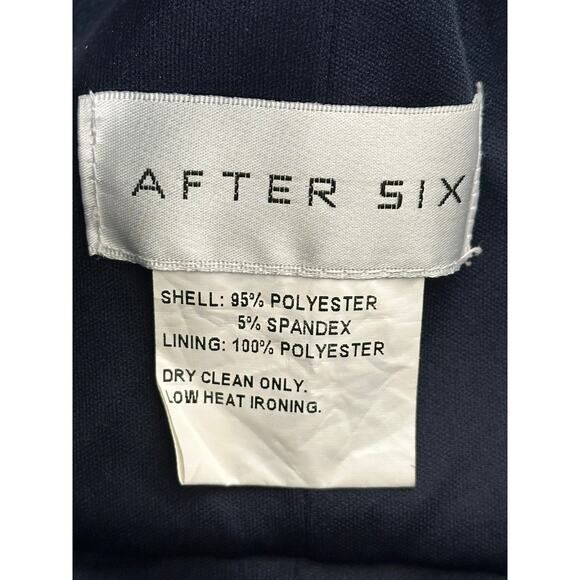 AFTER SIX
SHELL: 95% POLYESTER
5% SPANDEX
LINING: 100% POLYESTER
DRY CLEAN ONLY.
LOW HEAT IRONING.